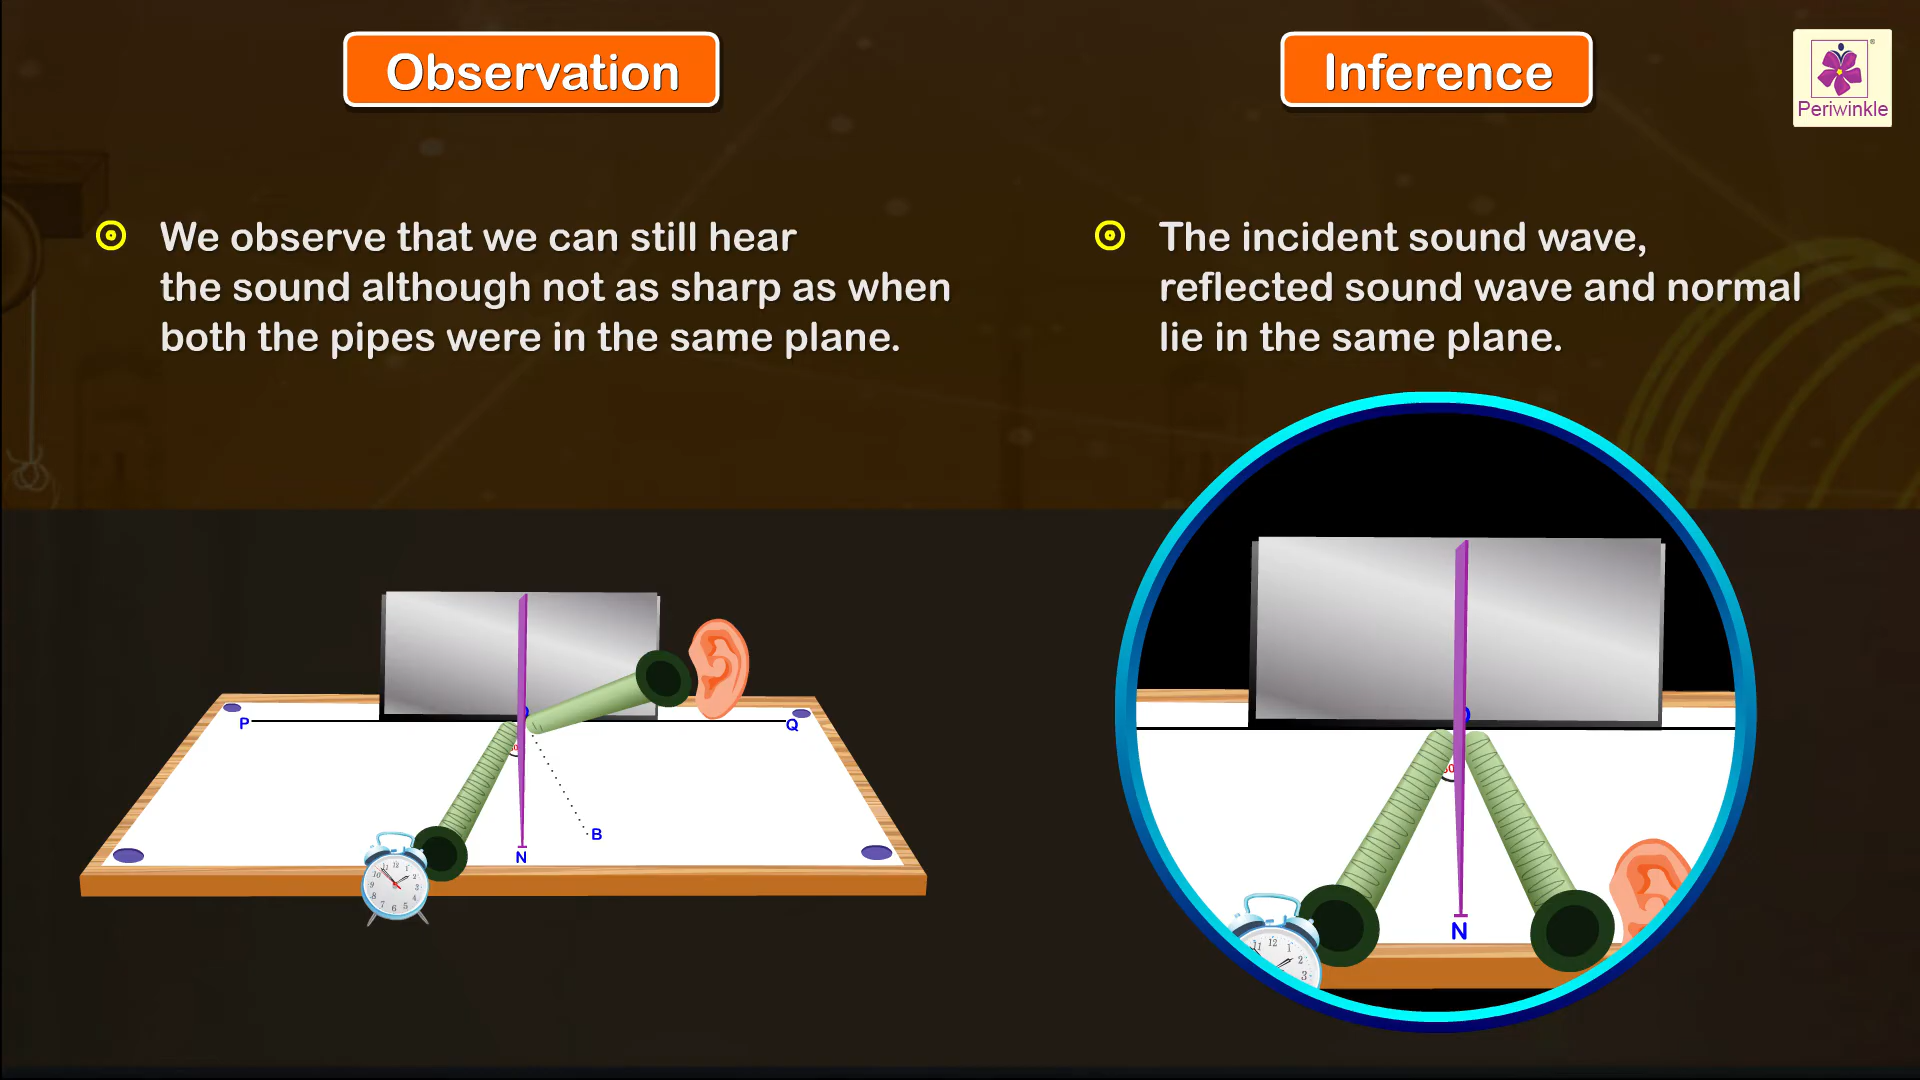 Observation
Inference
Periwinkle
We observe that we can still hear
the sound although not as sharp as when
both the pipes were in the same plane.
The incident sound wave,
reflected sound wave and normal
lie in the same plane.
P
Q
B
N
N